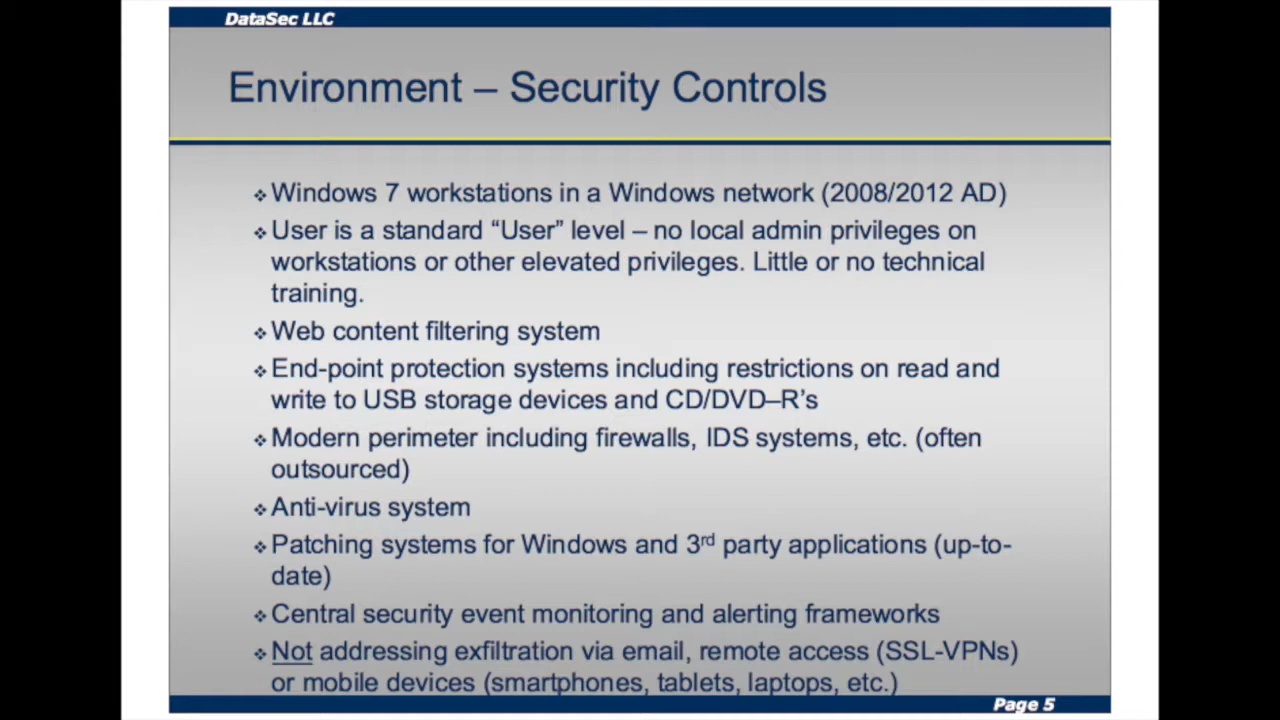 DataSec LLC
Environment – Security Controls
❖Windows 7 workstations in a Windows network (2008/2012 AD)
❖User is a standard “User” level – no local admin privileges on
workstations or other elevated privileges. Little or no technical
training.
❖Web content filtering system
❖End-point protection systems including restrictions on read and
write to USB storage devices and CD/DVD–R’s
❖Modern perimeter including firewalls, IDS systems, etc. (often
outsourced)
❖Anti-virus system
❖Patching systems for Windows and 3rd party applications (up-to-
date)
❖Central security event monitoring and alerting frameworks
❖Not addressing exfiltration via email, remote access (SSL-VPNs)
or mobile devices (smartphones, tablets, laptops, etc.)
Page 5